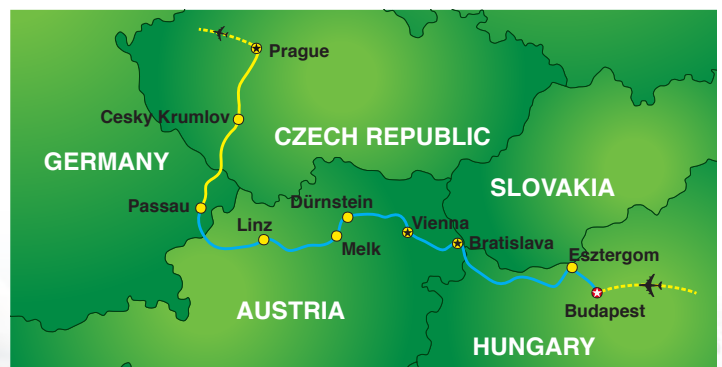 Prague
Cesky Krumlov
CZECH REPUBLIC
GERMANY
SLOVAKIA
Passau
Dürnstein
Linz
Vienna
Melk
Bratislava
Esztergom
AUSTRIA
Budapest
HUNGARY